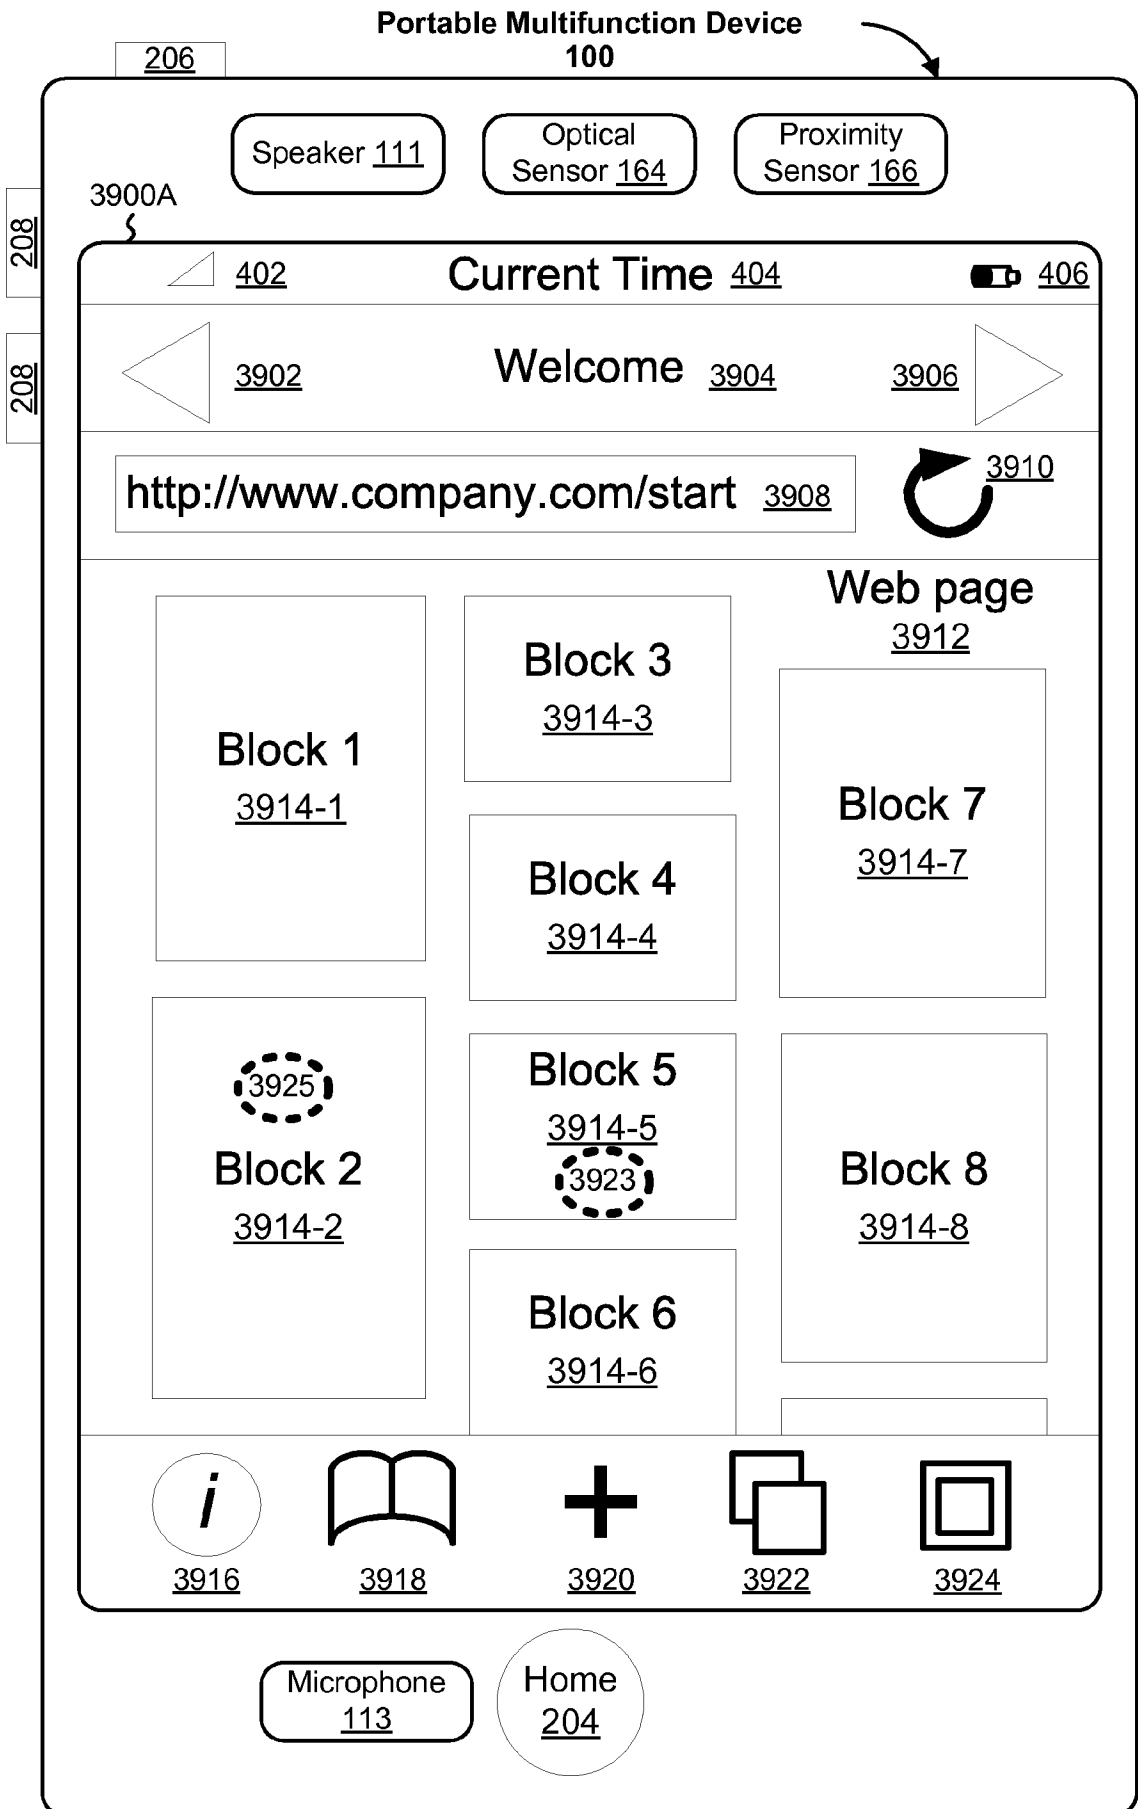 Portable Multifunction Device
100
206
Speaker 111
Optical
Sensor 164
Proximity
Sensor 166
3900A
208
208
402
Current Time 404
406
3902
Welcome 3904
3906
http://www.company.com/start 3908
3910
Web page
3912
Block 1
3914-1
Block 3
3914-3
Block 7
3914-7
Block 4
3914-4
3925
Block 2
3914-2
Block 5
3914-5
3923
Block 8
3914-8
Block 6
3914-6
i
3916
3918
3920
3922
3924
Microphone
113
Home
204